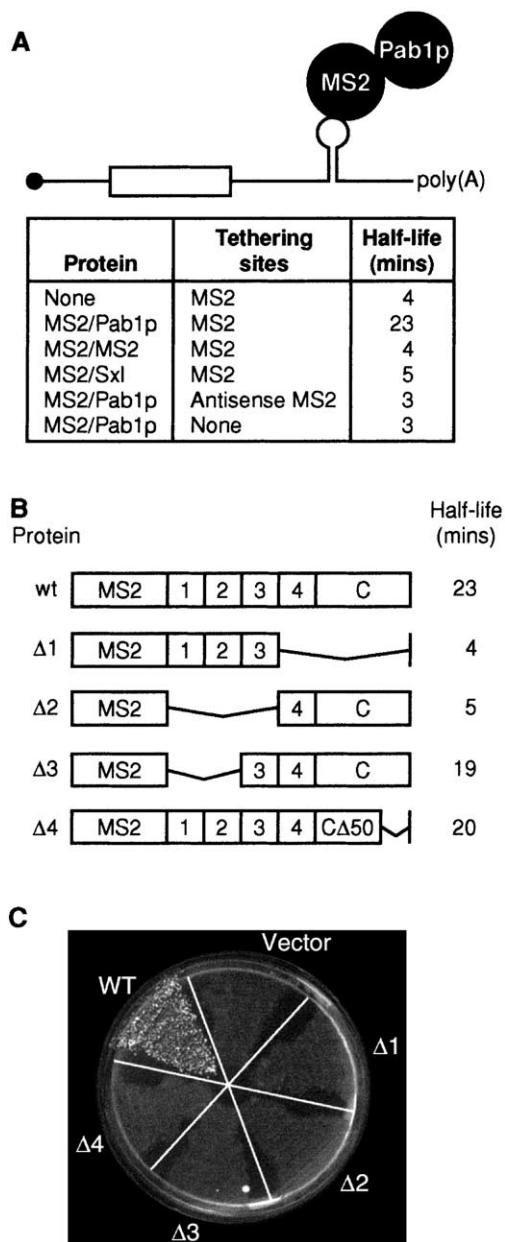 A
Pab1p
MS2
poly(A)
Protein Tethering sites Half-life (mins)
None MS2 4
MS2/Pab1p MS2 23
MS2/MS2 MS2 4
MS2/Sxl MS2 5
MS2/Pab1p Antisense MS2 3
MS2/Pab1p None 3
B
Protein Half-life (mins)
wt MS2 1 2 3 4 C 23
Δ1 MS2 1 2 3 4
Δ2 MS2 4 C 5
Δ3 MS2 3 4 C 19
Δ4 MS2 1 2 3 4 CΔ50 20
C
Vector
WT
Δ1
Δ4
Δ2
Δ3